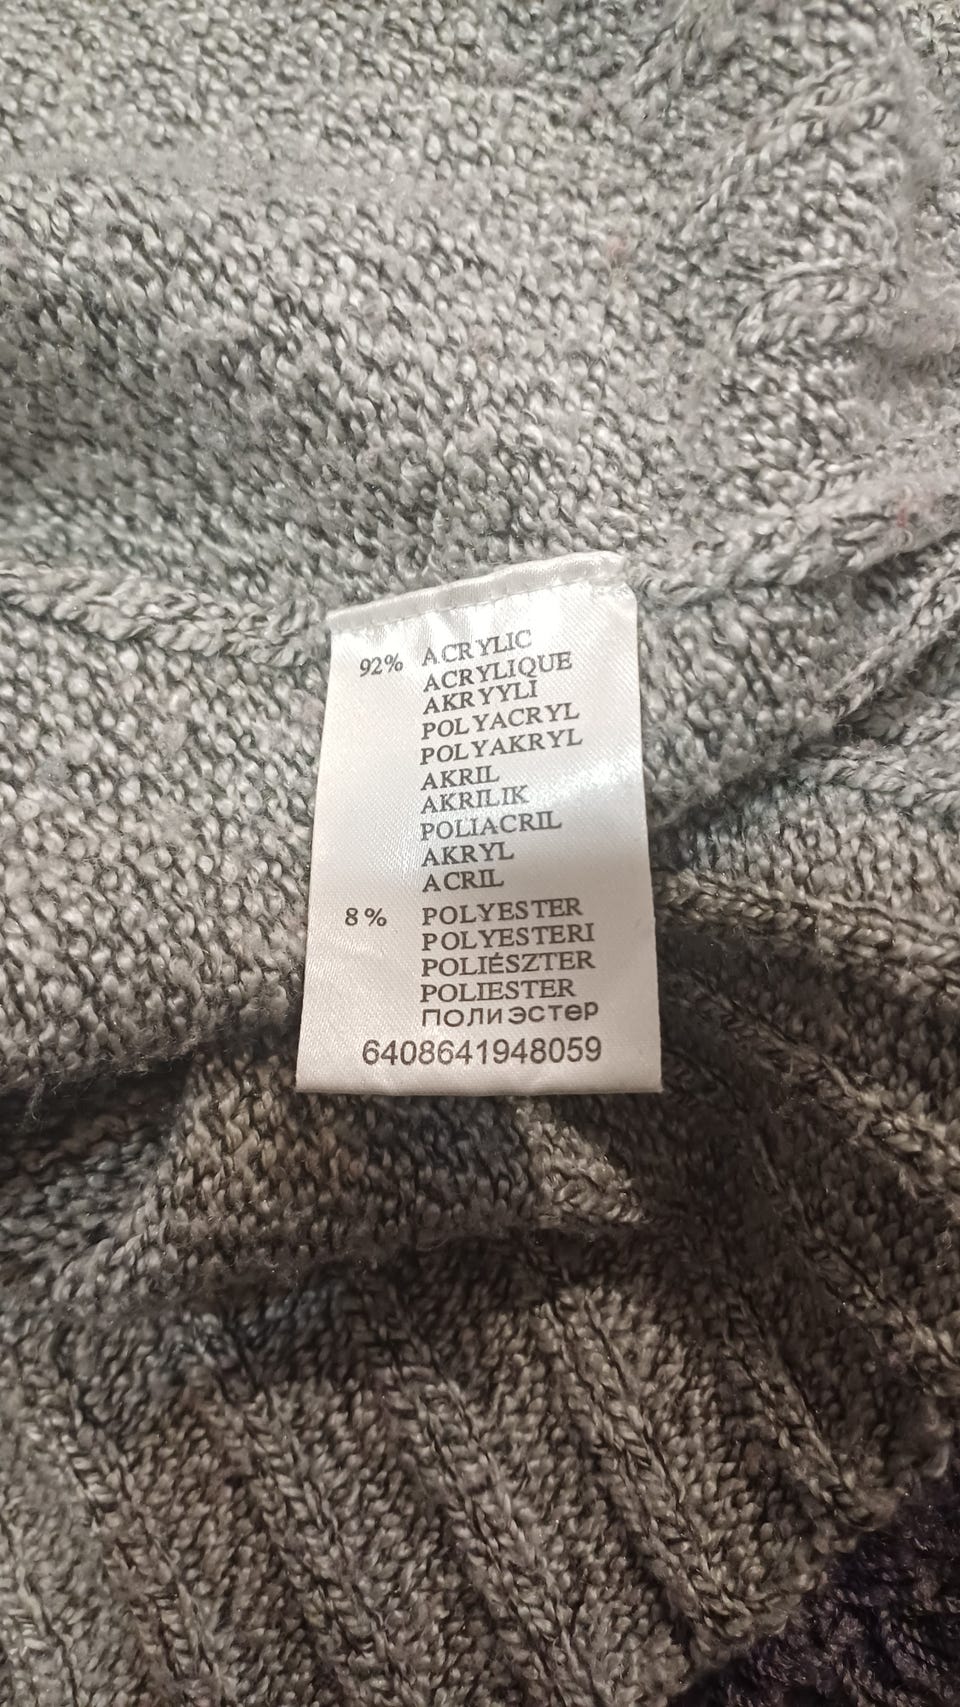 92% ACRYLIC
ACRYLIQUE
AKRYYLI
POLYACRYL
POLYAKRYL
AKRIL
AKRILIK
POLIACRIL
AKRYL
ACRIL
8% POLYESTER
POLYESTERI
POLIÉSZTER
POLIESTER
ПОЛИЭСТЕР
6408641948059